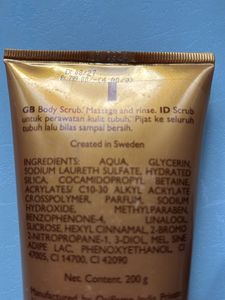 GB Body Scrub. Massage and rinse. ID Scrub
untuk perawatan kulit tubuh. Pijat ke seluruh
tubuh lalu bilas sampai bersih.
Created in Sweden
INGREDIENTS: AQUA, GLYCERIN,
SODIUM LAURETH SULFATE, HYDRATED
SILICA, COCAMIDOPROPYL BETAINE,
ACRYLATES/ C10-30 ALKYL ACRYLATE
CROSSPOLYMER, PARFUM, SODIUM
HYDROXIDE, METHYLPARABEN,
BENZOPHENONE-4, LINALOOL,
SUCROSE, HEXYL CINNAMAL, 2-BROMO
-2-NITROPROPANE-1, 3-DIOL, MEL, SINE
ADIPE LAC, PHENOXYETHANOL, CI
47005, CI 14700, CI 42090
Net. Content. 200 g
Manufactured by